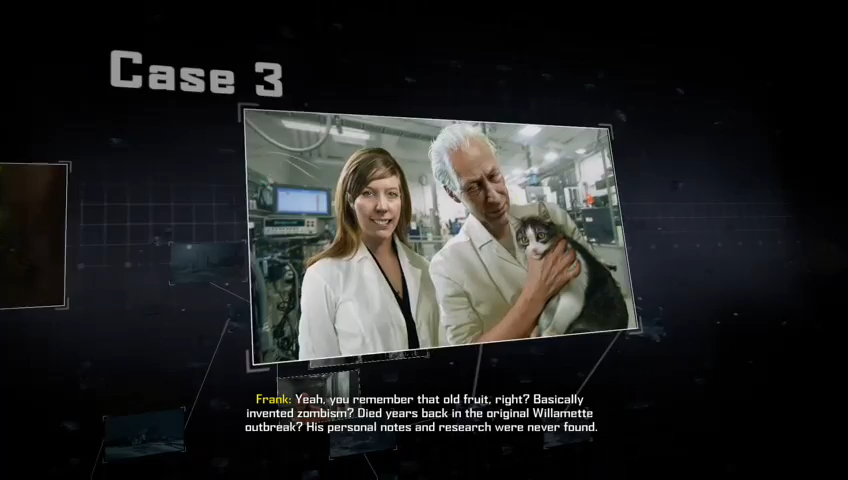 Case 3
Frank: Yeah, you remember that old fruit, right? Basically
invented zombism? Died years back in the original Willamette
outbreak? His personal notes and research were never found.